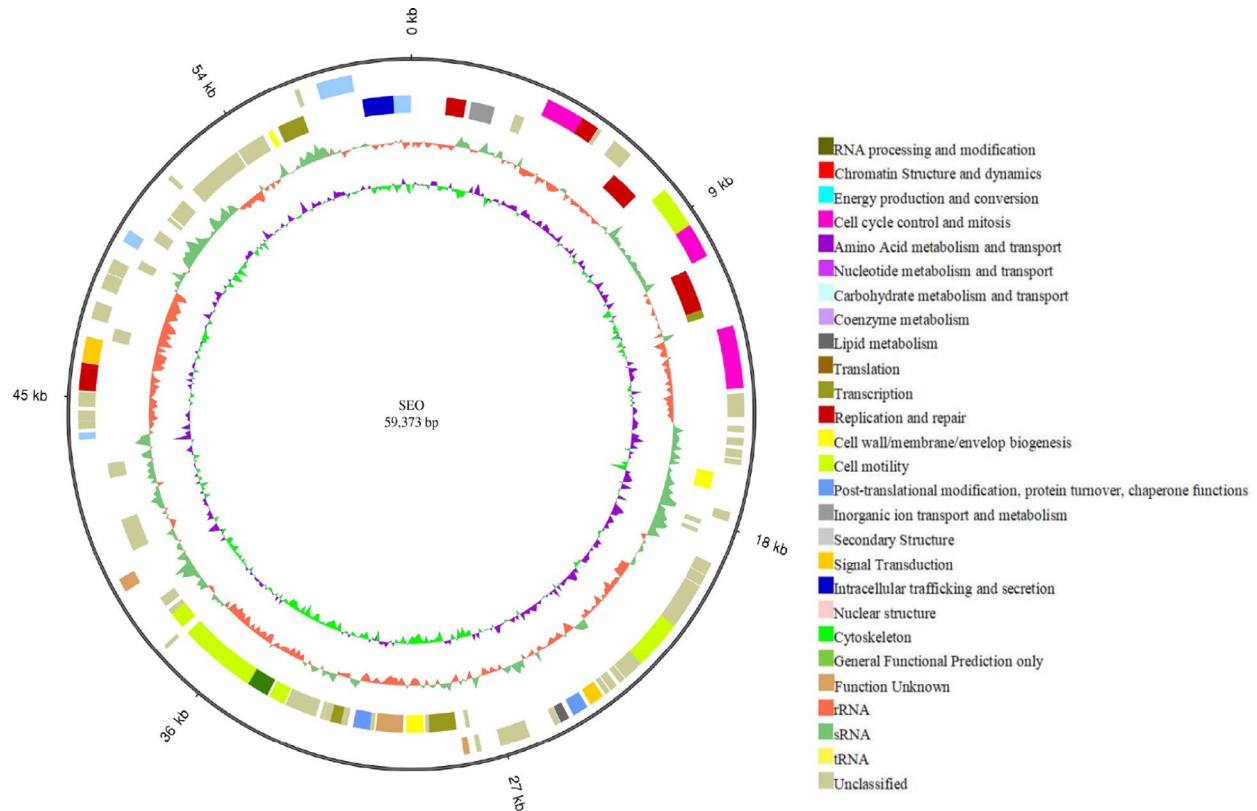 0 kb
54 kb
9 kb
45 kb
SEO
59,373 bp
18 kb
36 kb
27 kb
RNA processing and modification
Chromatin Structure and dynamics
Energy production and conversion
Cell cycle control and mitosis
Amino Acid metabolism and transport
Nucleotide metabolism and transport
Carbohydrate metabolism and transport
Coenzyme metabolism
Lipid metabolism
Translation
Transcription
Replication and repair
Cell wall/membrane/envelop biogenesis
Cell motility
Post-translational modification, protein turnover, chaperone functions
Inorganic ion transport and metabolism
Secondary Structure
Signal Transduction
Intracellular trafficking and secretion
Nuclear structure
Cytoskeleton
General Functional Prediction only
Function Unknown
rRNA
sRNA
tRNA
Unclassified